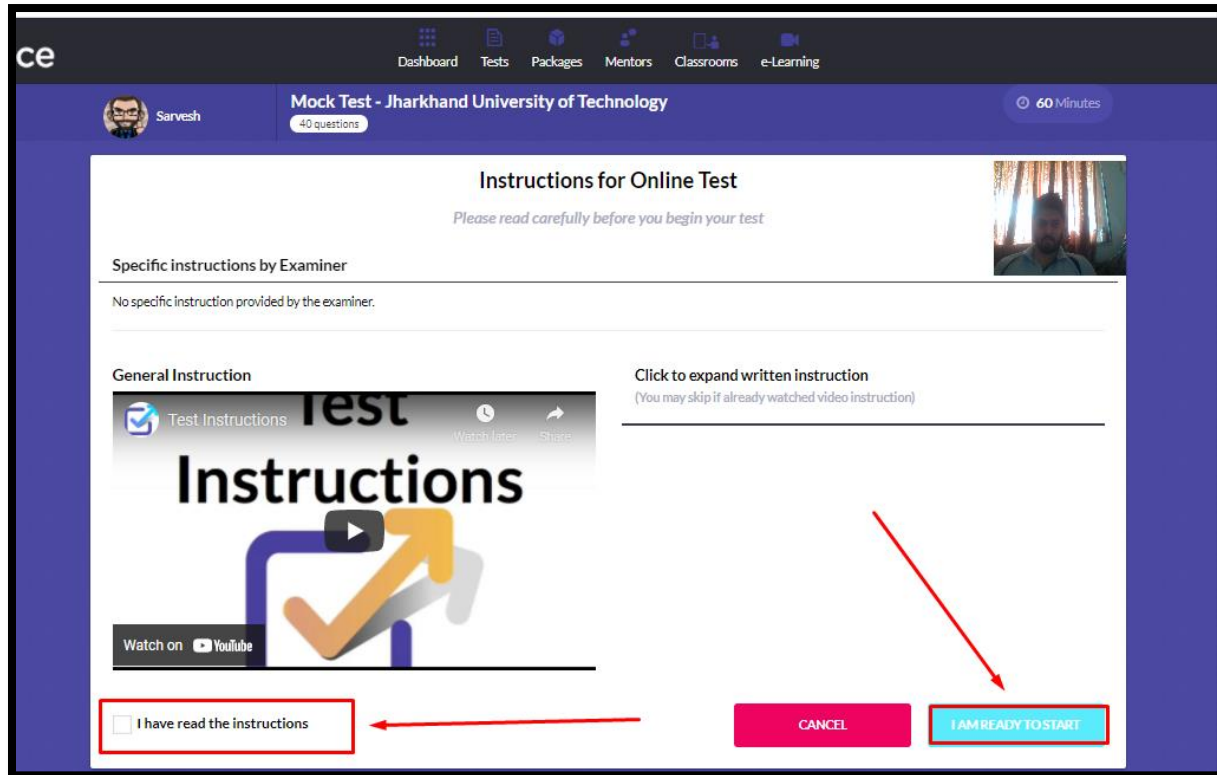 ce
Dashboard Tests Packages Mentors Classrooms e-Learning
Sarvesh
Mock Test - Jharkhand University of Technology
40 questions
60 Minutes
Instructions for Online Test
Please read carefully before you begin your test
Specific instructions by Examiner
No specific instruction provided by the examiner.
General Instruction
Test Instructions
Watch later
Share
Test
Instructions
Watch on YouTube
Click to expand written instruction
(You may skip if already watched video instruction)
I have read the instructions
CANCEL
I AM READY TO START